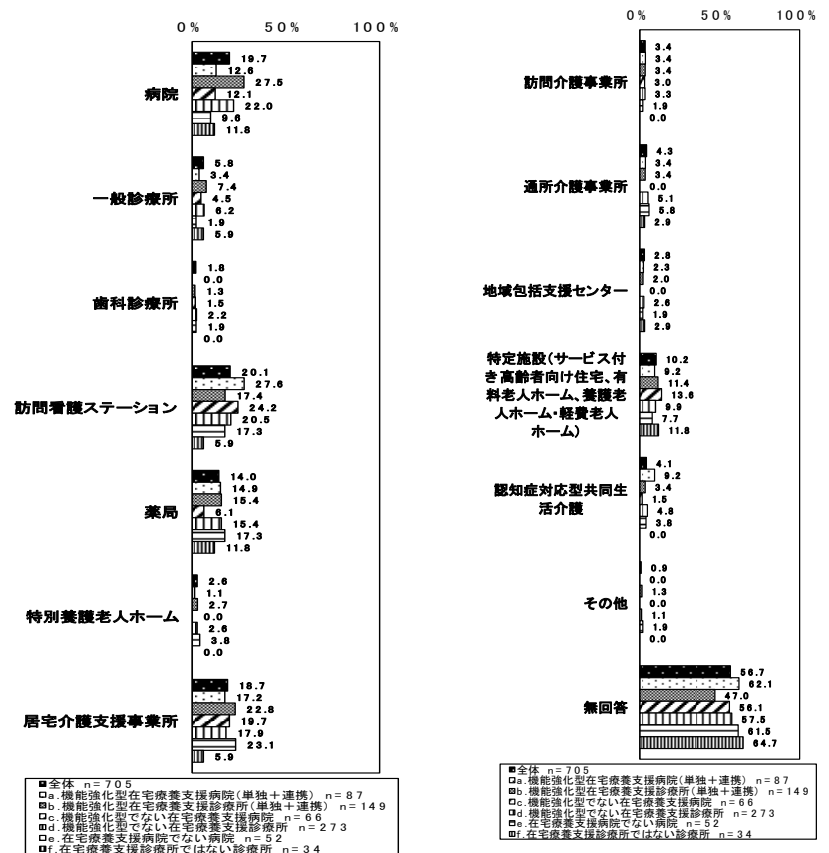 0% 50% 100%
病院
19.7
12.6
27.5
12.1
22.0
9.6
11.8
一般診療所
5.8
3.4
7.4
4.5
6.2
1.9
5.9
歯科診療所
1.8
0.0
1.3
1.5
2.2
1.9
0.0
訪問看護ステーション
20.1
27.6
17.4
24.2
20.5
17.3
5.9
薬局
14.0
14.9
15.4
6.1
15.4
17.3
11.8
特別養護老人ホーム
2.6
1.1
2.7
0.0
2.6
3.8
0.0
居宅介護支援事業所
18.7
17.2
22.8
19.7
17.9
23.1
5.9
全体 n=705
a.機能強化型在宅療養支援病院(単独+連携) n=87
b.機能強化型在宅療養支援診療所(単独+連携) n=149
c.機能強化型でない在宅療養支援病院 n=66
d.機能強化型でない在宅療養支援診療所 n=273
e.在宅療養支援病院でない病院 n=52
f.在宅療養支援診療所ではない診療所 n=34
0% 50% 100%
訪問介護事業所
3.4
3.4
3.4
3.0
3.3
1.9
0.0
通所介護事業所
4.3
3.4
3.4
0.0
5.1
5.8
2.9
地域包括支援センター
2.8
2.3
2.0
0.0
2.6
1.9
2.9
特定施設(サービス付
き高齢者向け住宅、有
料老人ホーム、養護老
人ホーム・軽費老人
ホーム)
10.2
9.2
11.4
13.6
9.9
7.7
11.8
認知症対応型共同生
活介護
4.1
9.2
3.4
1.5
4.8
3.8
0.0
その他
0.9
0.0
1.3
0.0
1.1
1.9
0.0
無回答
56.7
62.1
47.0
56.1
57.5
61.5
64.7
全体 n=705
a.機能強化型在宅療養支援病院(単独+連携) n=87
b.機能強化型在宅療養支援診療所(単独+連携) n=149
c.機能強化型でない在宅療養支援病院 n=66
d.機能強化型でない在宅療養支援診療所 n=273
e.在宅療養支援病院でない病院 n=52
f.在宅療養支援診療所ではない診療所 n=34